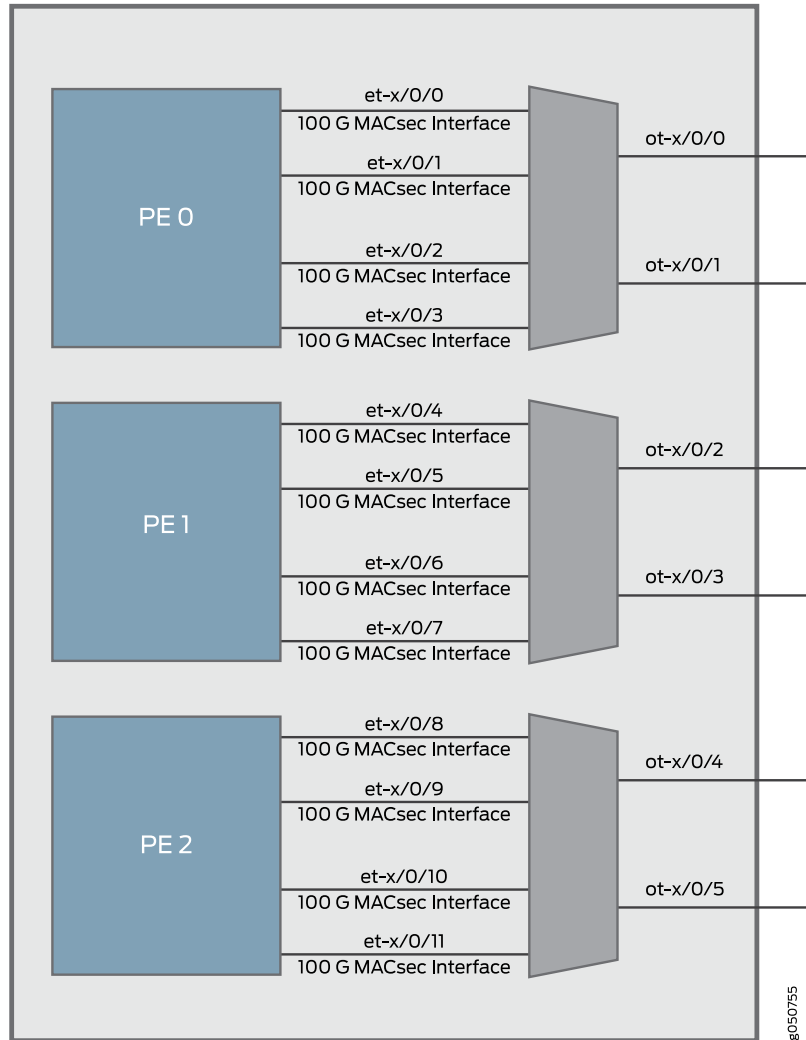 et-x/0/0
100 G MACsec Interface
et-x/0/1
100 G MACsec Interface
PE 0
et-x/0/2
100 G MACsec Interface
et-x/0/3
100 G MACsec Interface
ot-x/0/0
ot-x/0/1
et-x/0/4
100 G MACsec Interface
et-x/0/5
100 G MACsec Interface
PE 1
et-x/0/6
100 G MACsec Interface
et-x/0/7
100 G MACsec Interface
ot-x/0/2
ot-x/0/3
et-x/0/8
100 G MACsec Interface
et-x/0/9
100 G MACsec Interface
PE 2
et-x/0/10
100 G MACsec Interface
et-x/0/11
100 G MACsec Interface
ot-x/0/4
ot-x/0/5
g050755